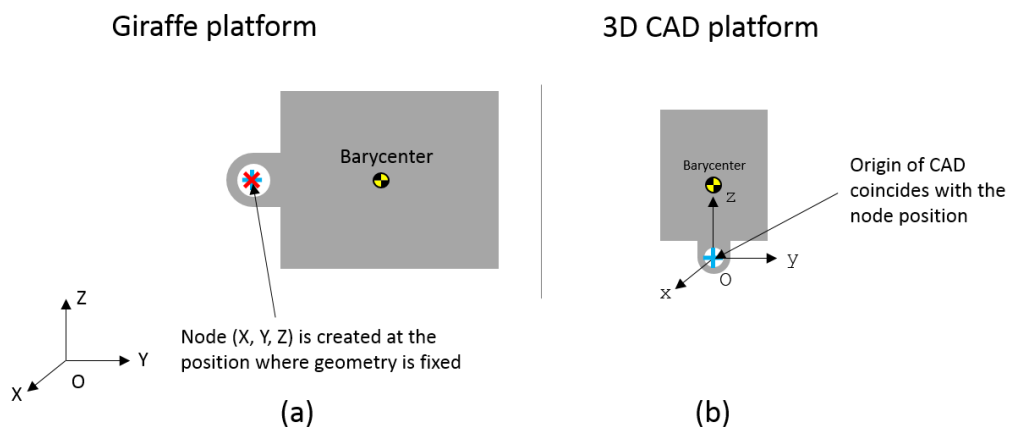 Giraffe platform
3D CAD platform
Barycenter
Node (X, Y, Z) is created at the
position where geometry is fixed
Z
Y
O
X
(a)
Barycenter
z
y
O
x
Origin of CAD
coincides with the
node position
(b)